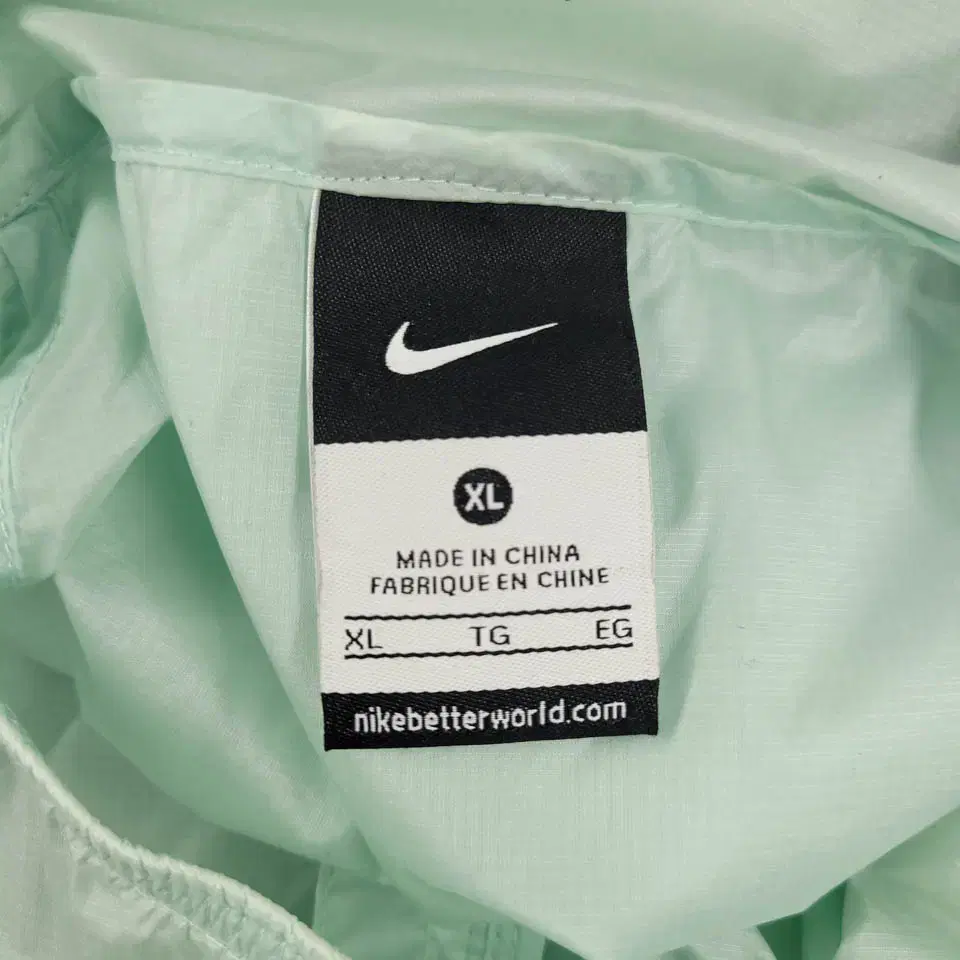 XL
MADE IN CHINA
FABRIQUE EN CHINE
XL TG EG
nikebetterworld.com